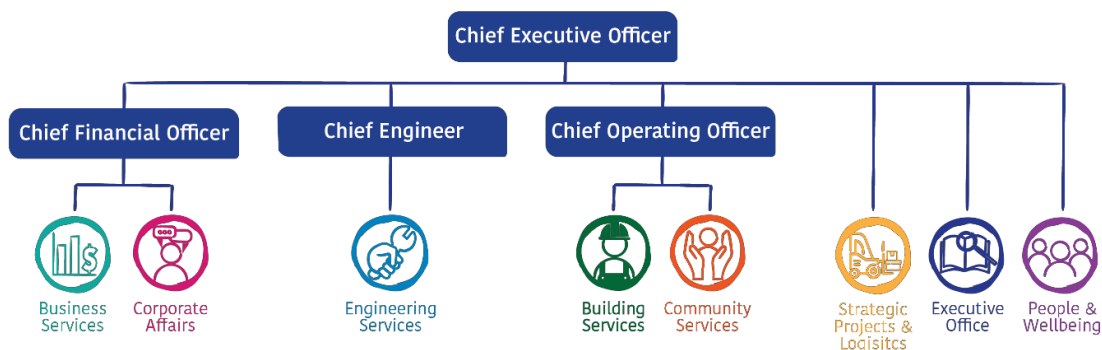 Chief Executive Officer
Chief Financial Officer
Chief Engineer
Chief Operating Officer
Business
Services
Corporate
Affairs
Engineering
Services
Building
Services
Community
Services
Strategic
Projects &
Logisitcs
Executive
Office
People &
Wellbeing